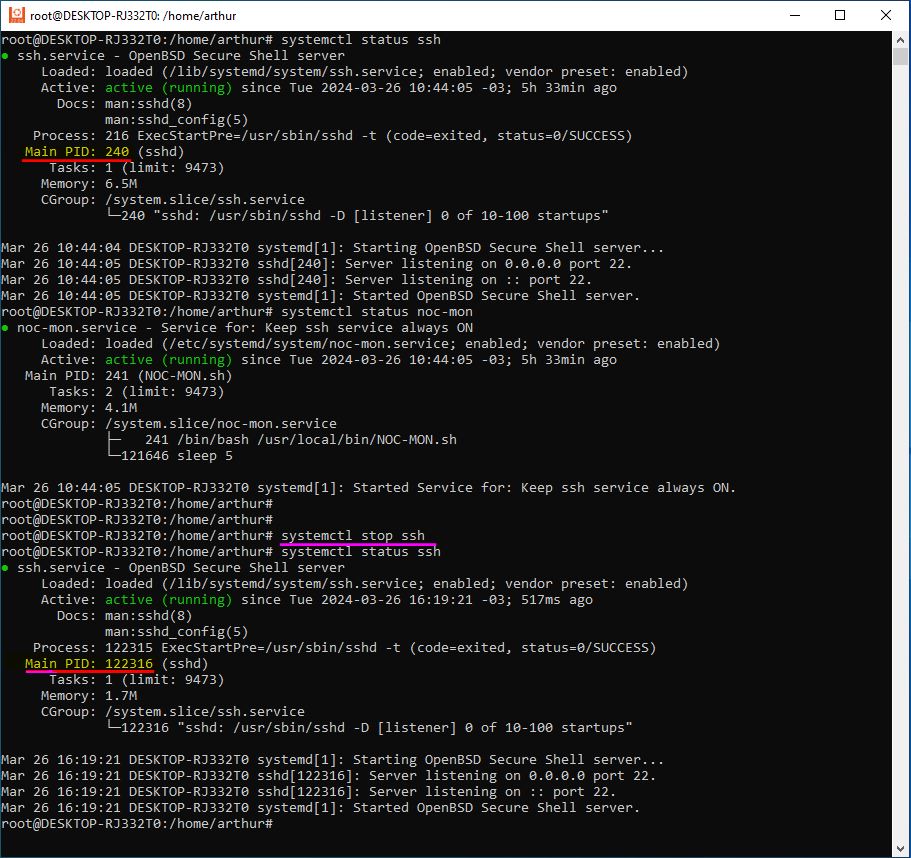 root@DESKTOP-RJ332T0: /home/arthur
root@DESKTOP-RJ332T0:/home/arthur# systemctl status ssh
● ssh.service - OpenBSD Secure Shell server
     Loaded: loaded (/lib/systemd/system/ssh.service; enabled; vendor preset: enabled)
     Active: active (running) since Tue 2024-03-26 10:44:05 -03; 5h 33min ago
       Docs: man:sshd(8)
             man:sshd_config(5)
    Process: 216 ExecStartPre=/usr/sbin/sshd -t (code=exited, status=0/SUCCESS)
   Main PID: 240 (sshd)
      Tasks: 1 (limit: 9473)
     Memory: 6.5M
     CGroup: /system.slice/ssh.service
             └─240 "sshd: /usr/sbin/sshd -D [listener] 0 of 10-100 startups"
Mar 26 10:44:04 DESKTOP-RJ332T0 systemd[1]: Starting OpenBSD Secure Shell server...
Mar 26 10:44:05 DESKTOP-RJ332T0 sshd[240]: Server listening on 0.0.0.0 port 22.
Mar 26 10:44:05 DESKTOP-RJ332T0 sshd[240]: Server listening on :: port 22.
Mar 26 10:44:05 DESKTOP-RJ332T0 systemd[1]: Started OpenBSD Secure Shell server.
root@DESKTOP-RJ332T0:/home/arthur# systemctl status noc-mon
● noc-mon.service - Service for: Keep ssh service always ON
     Loaded: loaded (/etc/systemd/system/noc-mon.service; enabled; vendor preset: enabled)
     Active: active (running) since Tue 2024-03-26 10:44:05 -03; 5h 33min ago
   Main PID: 241 (NOC-MON.sh)
      Tasks: 2 (limit: 9473)
     Memory: 4.1M
     CGroup: /system.slice/noc-mon.service
             ├─   241 /bin/bash /usr/local/bin/NOC-MON.sh
             └─121646 sleep 5
Mar 26 10:44:05 DESKTOP-RJ332T0 systemd[1]: Started Service for: Keep ssh service always ON.
root@DESKTOP-RJ332T0:/home/arthur#
root@DESKTOP-RJ332T0:/home/arthur#
root@DESKTOP-RJ332T0:/home/arthur# systemctl stop ssh
root@DESKTOP-RJ332T0:/home/arthur# systemctl status ssh
● ssh.service - OpenBSD Secure Shell server
     Loaded: loaded (/lib/systemd/system/ssh.service; enabled; vendor preset: enabled)
     Active: active (running) since Tue 2024-03-26 16:19:21 -03; 517ms ago
       Docs: man:sshd(8)
             man:sshd_config(5)
    Process: 122315 ExecStartPre=/usr/sbin/sshd -t (code=exited, status=0/SUCCESS)
   Main PID: 122316 (sshd)
      Tasks: 1 (limit: 9473)
     Memory: 1.7M
     CGroup: /system.slice/ssh.service
             └─122316 "sshd: /usr/sbin/sshd -D [listener] 0 of 10-100 startups"
Mar 26 16:19:21 DESKTOP-RJ332T0 systemd[1]: Starting OpenBSD Secure Shell server...
Mar 26 16:19:21 DESKTOP-RJ332T0 sshd[122316]: Server listening on 0.0.0.0 port 22.
Mar 26 16:19:21 DESKTOP-RJ332T0 sshd[122316]: Server listening on :: port 22.
Mar 26 16:19:21 DESKTOP-RJ332T0 systemd[1]: Started OpenBSD Secure Shell server.
root@DESKTOP-RJ332T0:/home/arthur#